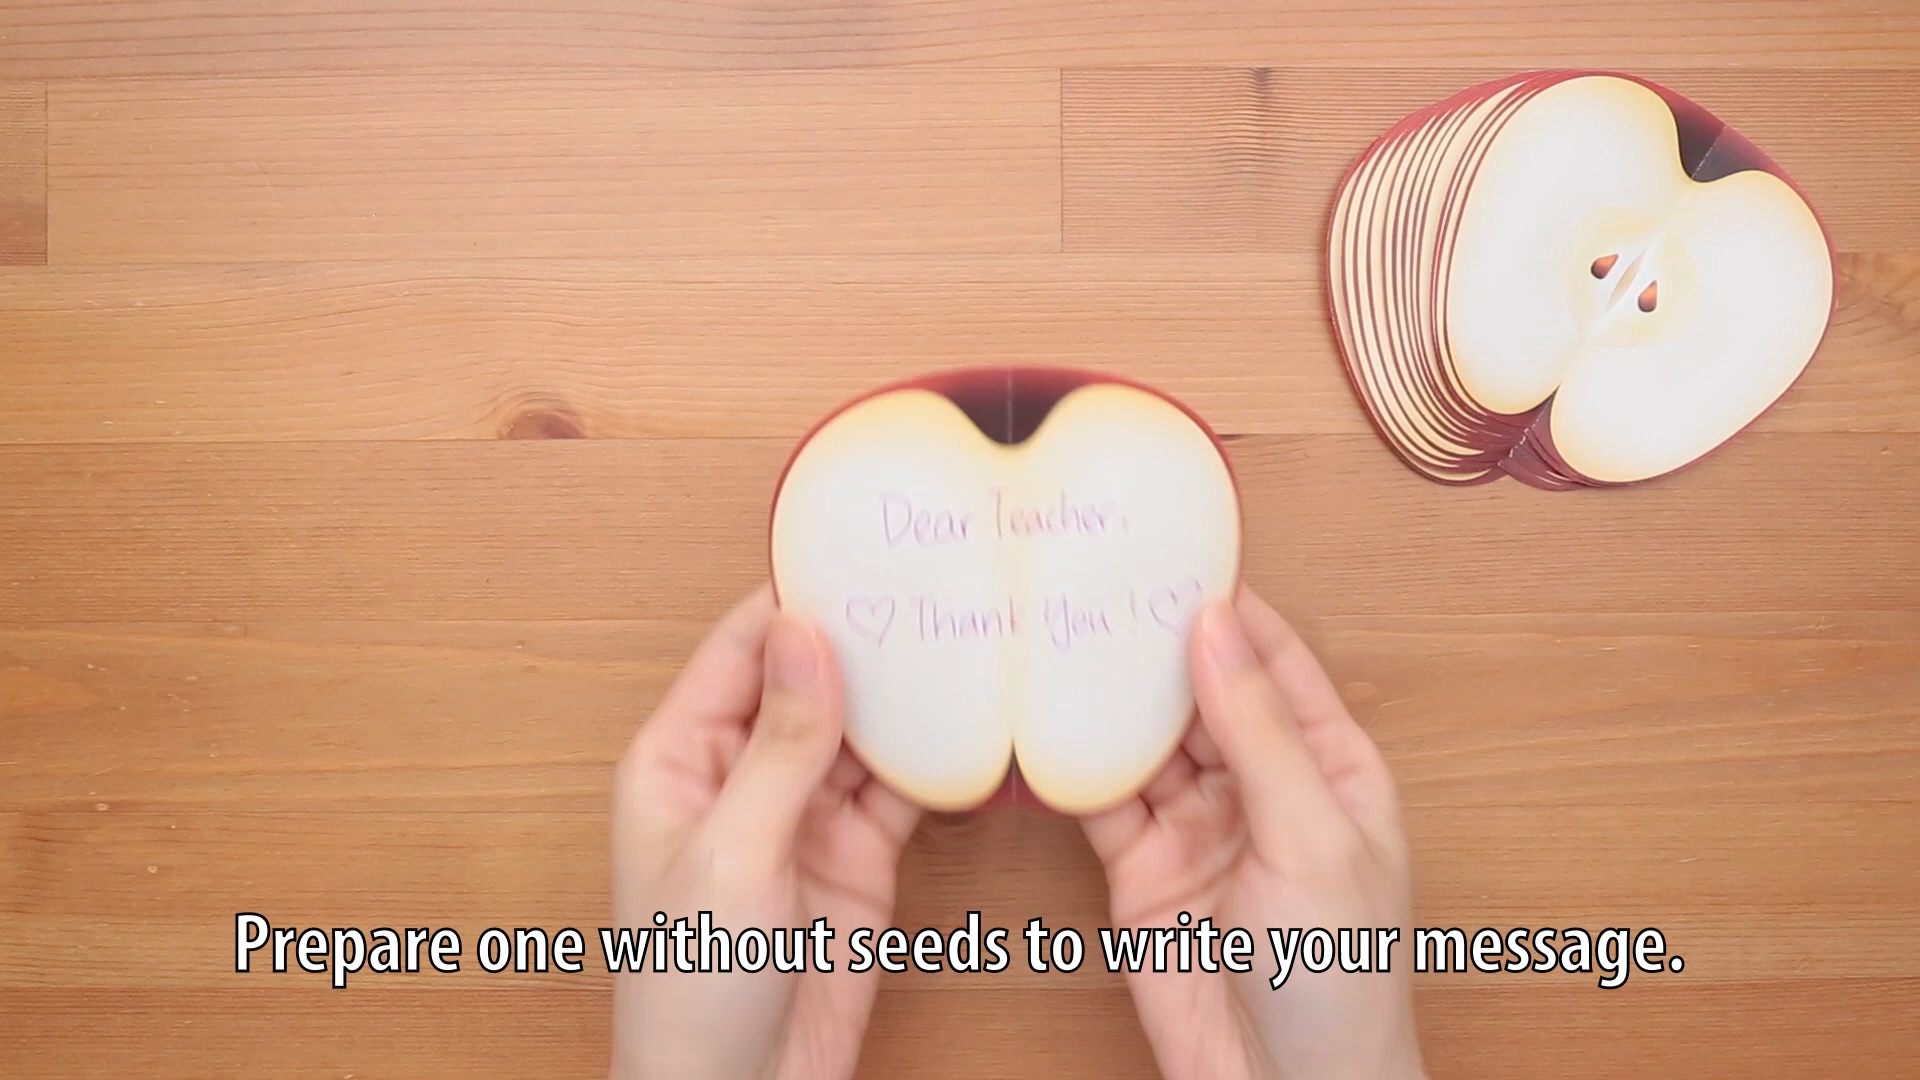 Dear Teacher,
♡ Thank You! ♡
Prepare one without seeds to write your message.